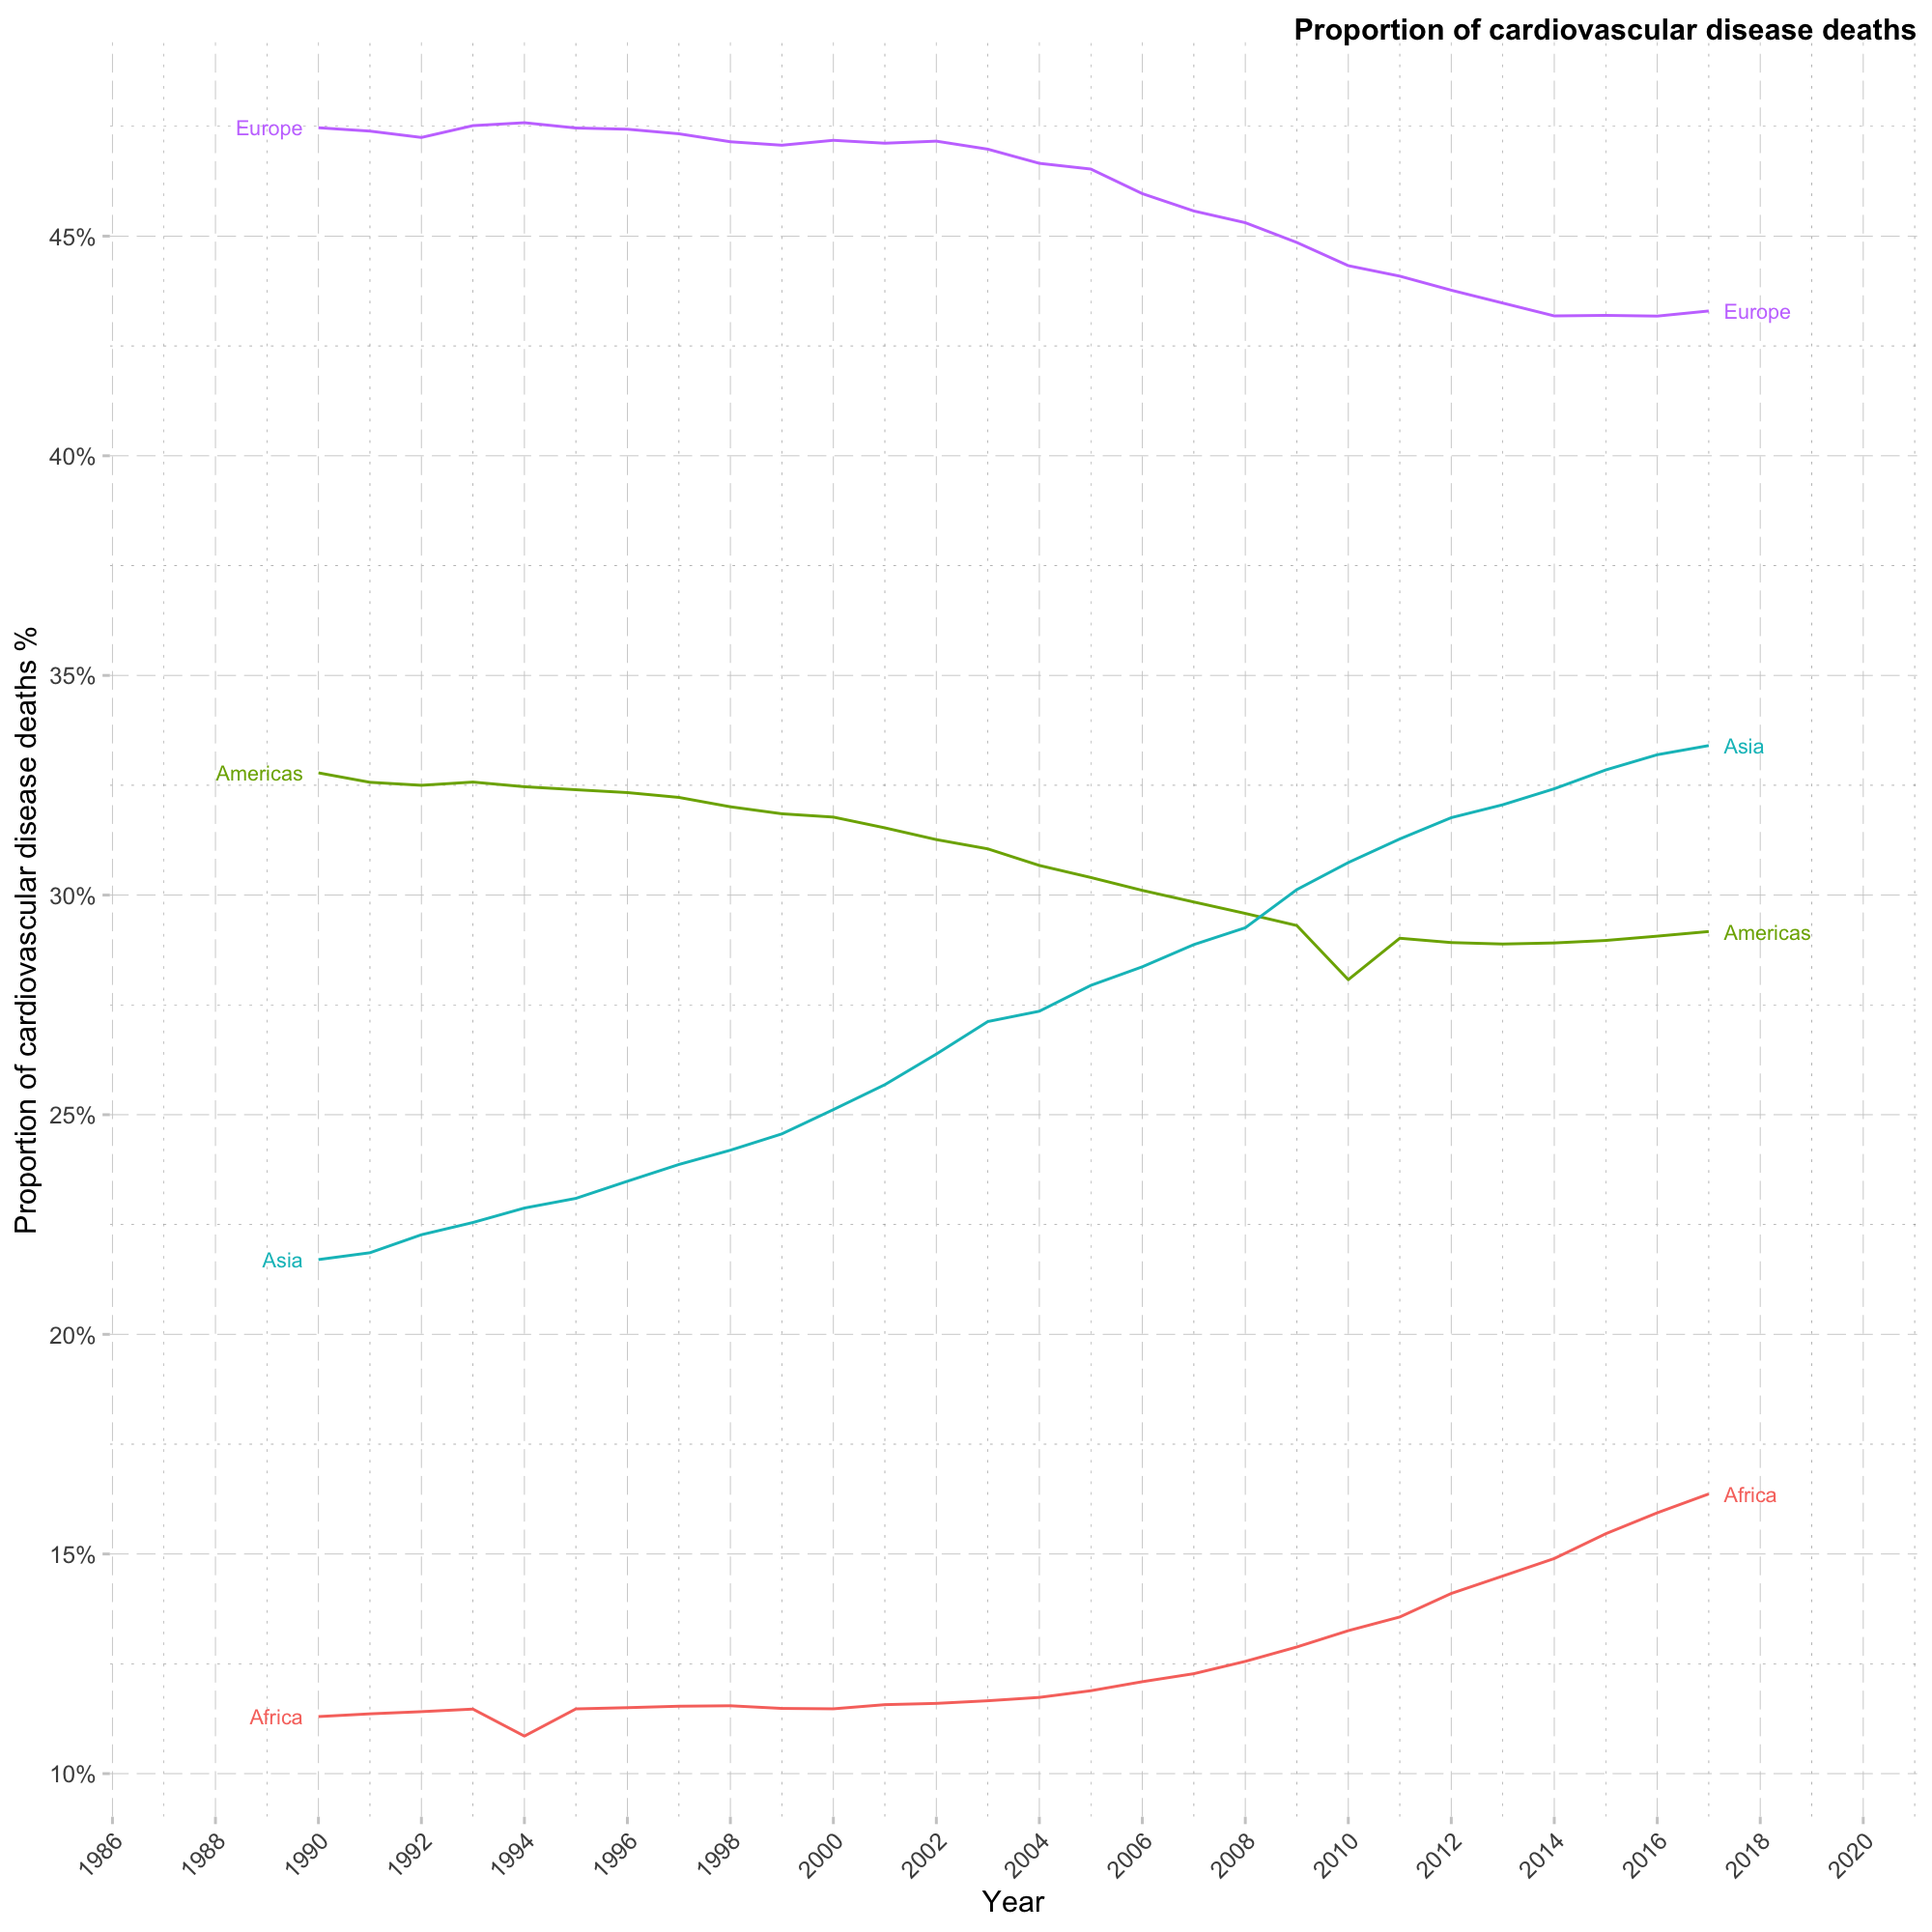 Proportion of cardiovascular disease deaths
Proportion of cardiovascular disease deaths %
45%
40%
35%
30%
25%
20%
15%
10%
Europe
Europe
Americas
Asia
Americas
Asia
Africa
Africa
1986
1988
1990
1992
1994
1996
1998
2000
2002
2004
2006
2008
2010
2012
2014
2016
2018
2020
Year